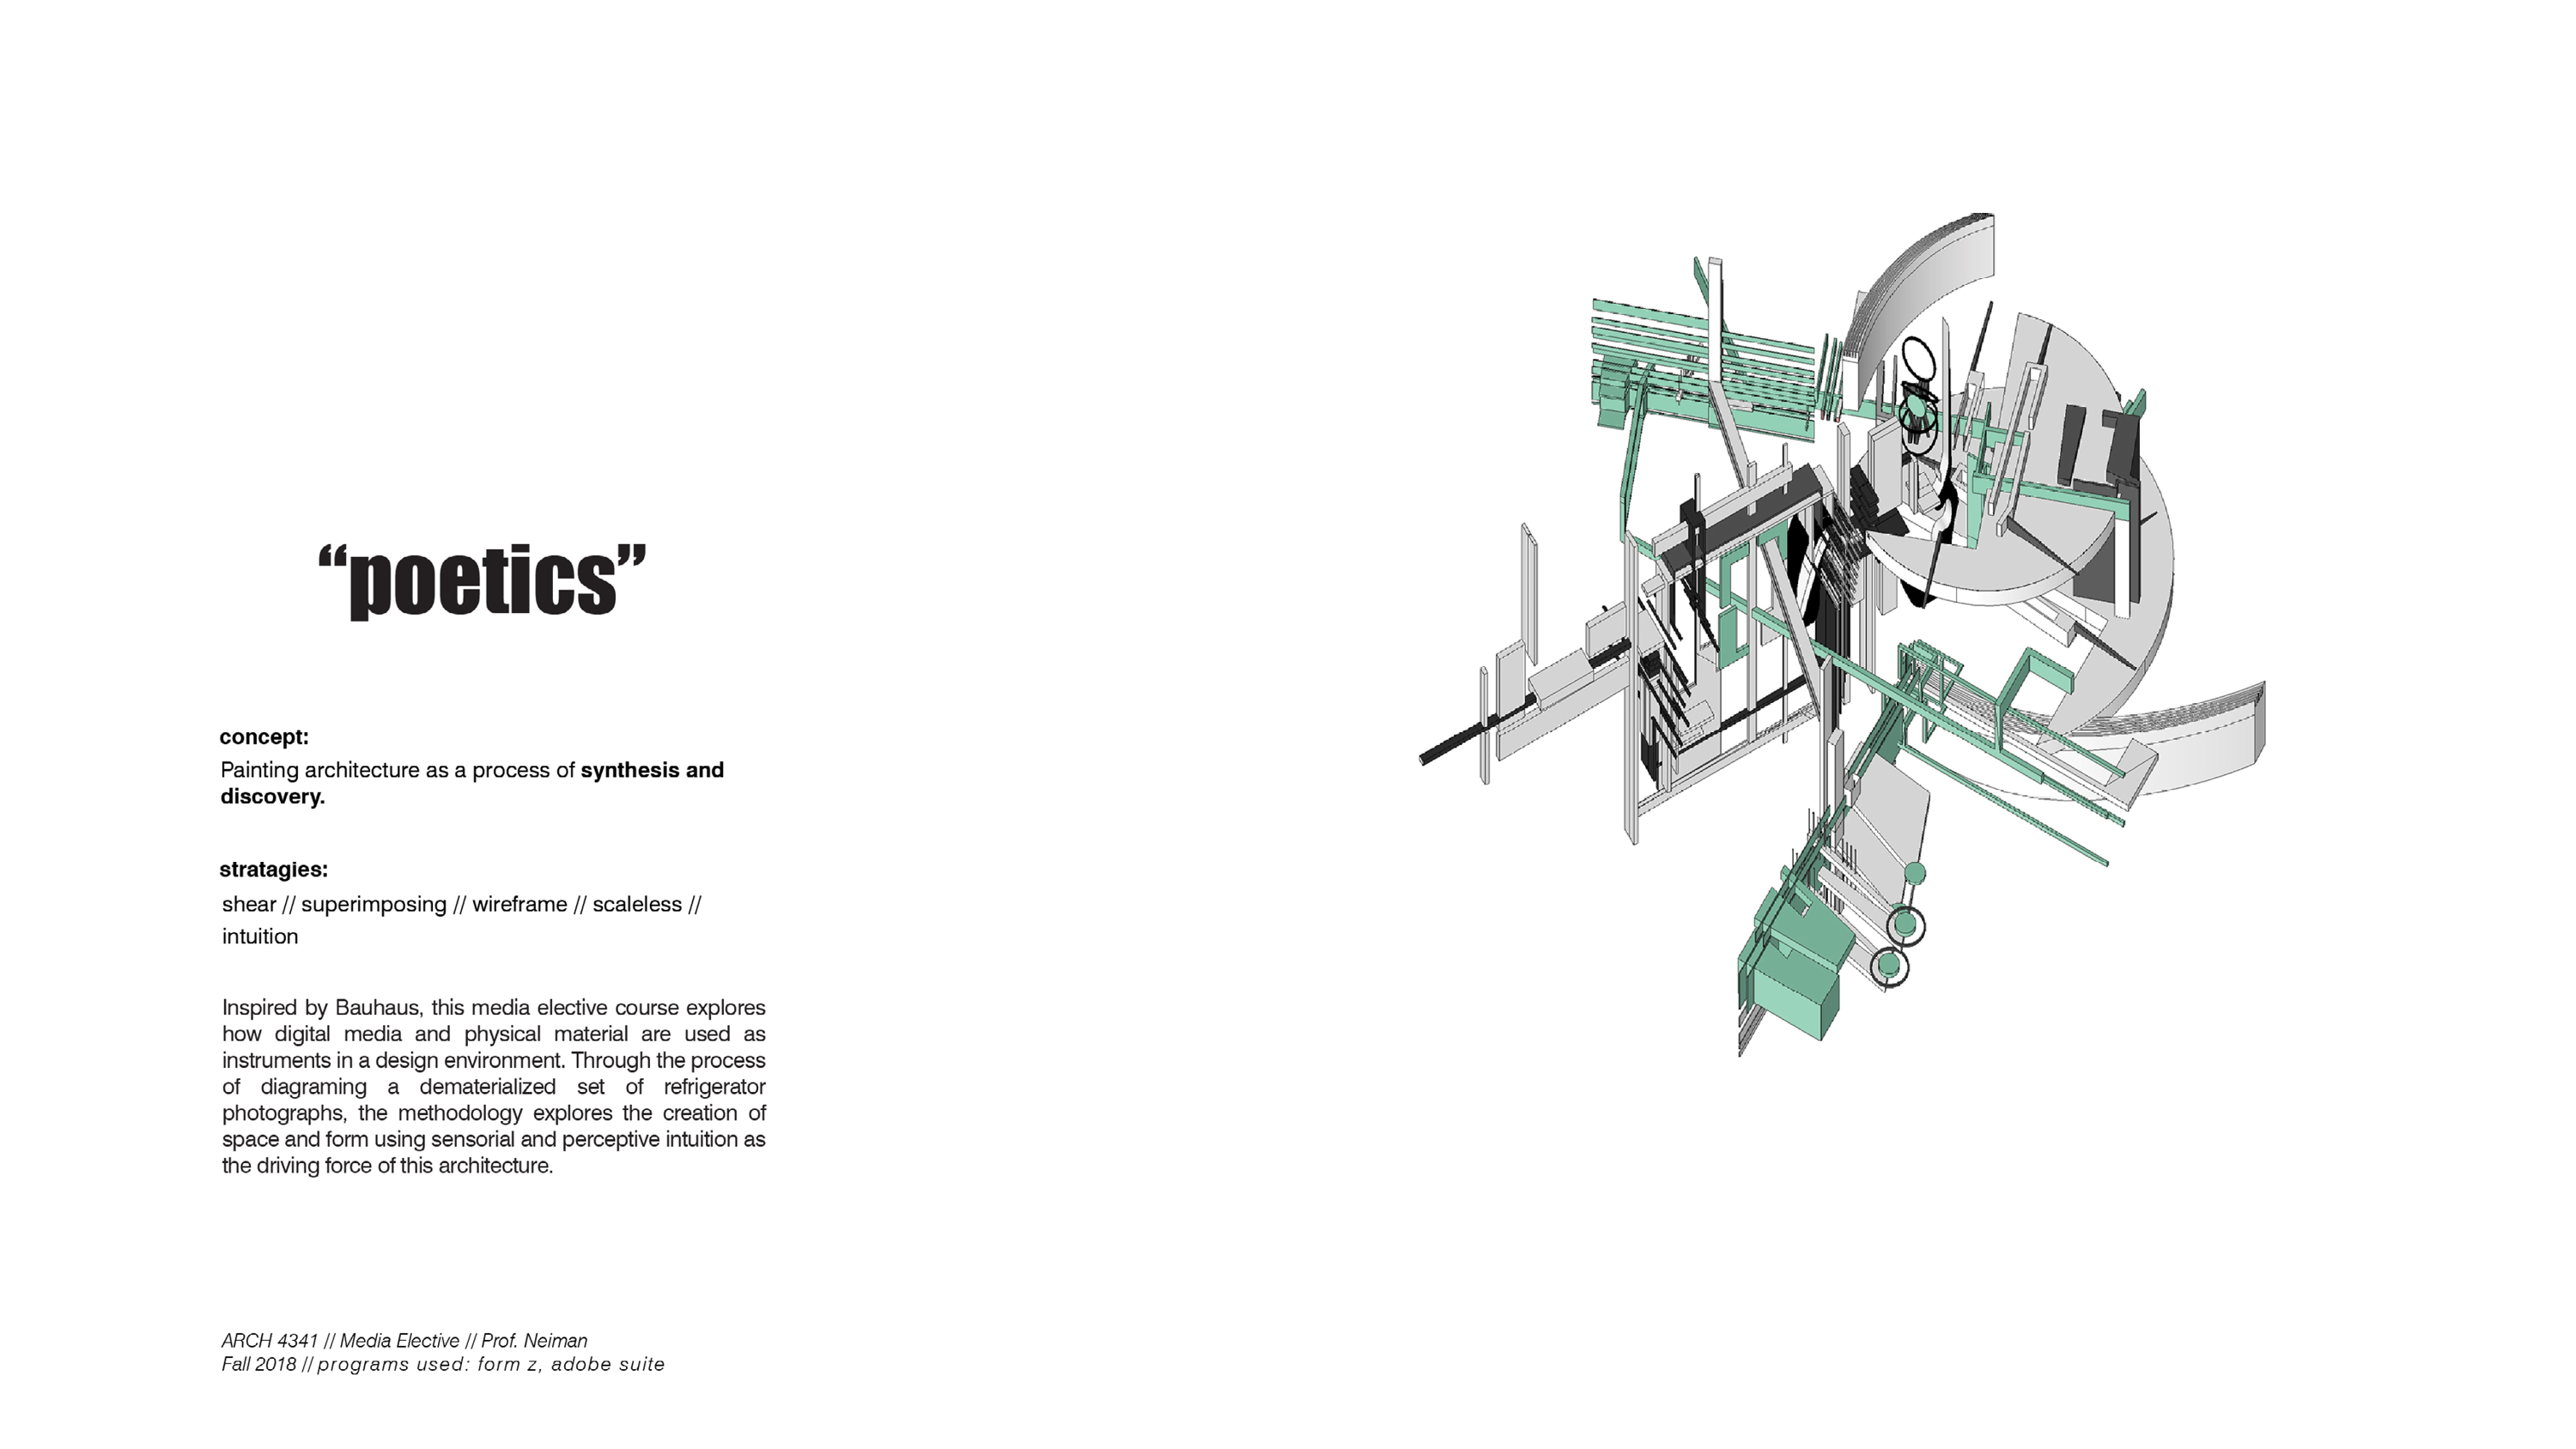 “poetics”
concept:
Painting architecture as a process of synthesis and
discovery.
stratagies:
shear // superimposing // wireframe // scaleless //
intuition
Inspired by Bauhaus, this media elective course explores
how digital media and physical material are used as
instruments in a design environment. Through the process
of diagraming a dematerialized set of refrigerator
photographs, the methodology explores the creation of
space and form using sensorial and perceptive intuition as
the driving force of this architecture.
ARCH 4341 // Media Elective // Prof. Neiman
Fall 2018 // programs used: form z, adobe suite